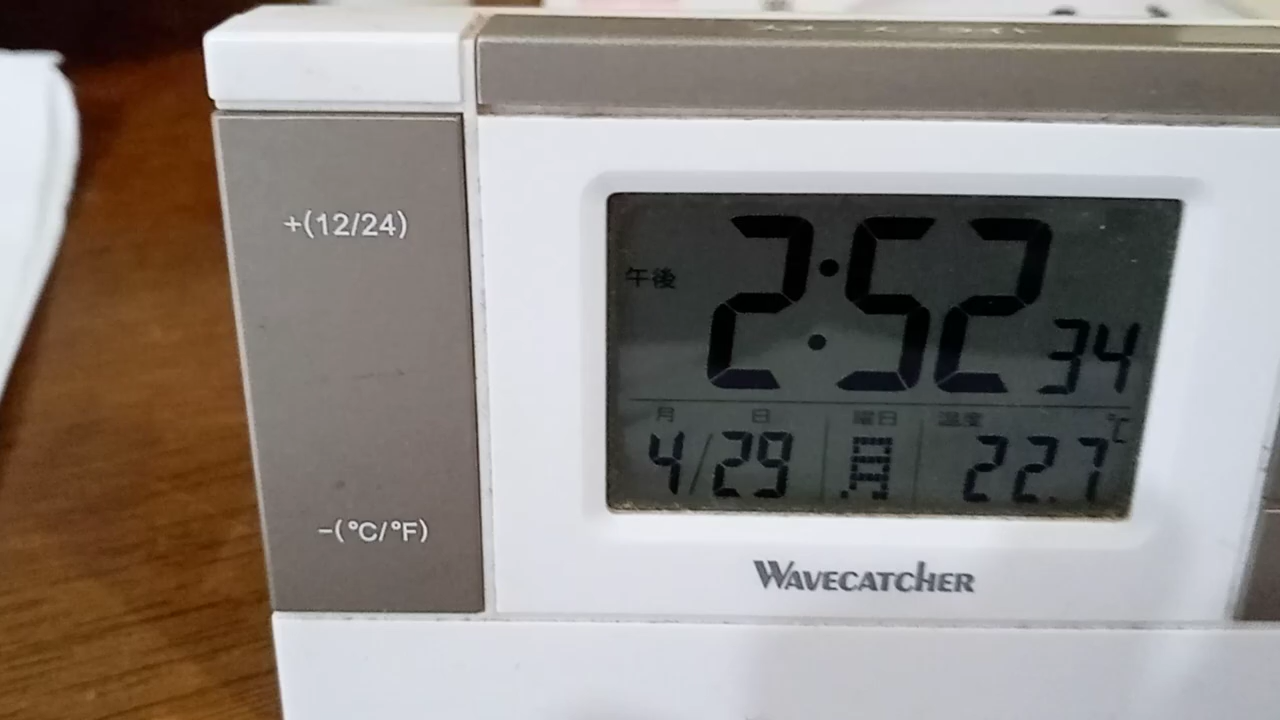 +(12/24)
午後 2:52 34
月 日 曜日 温度 ℃
4/29 月 22.7
-(℃/℉)
WAVECATCHER